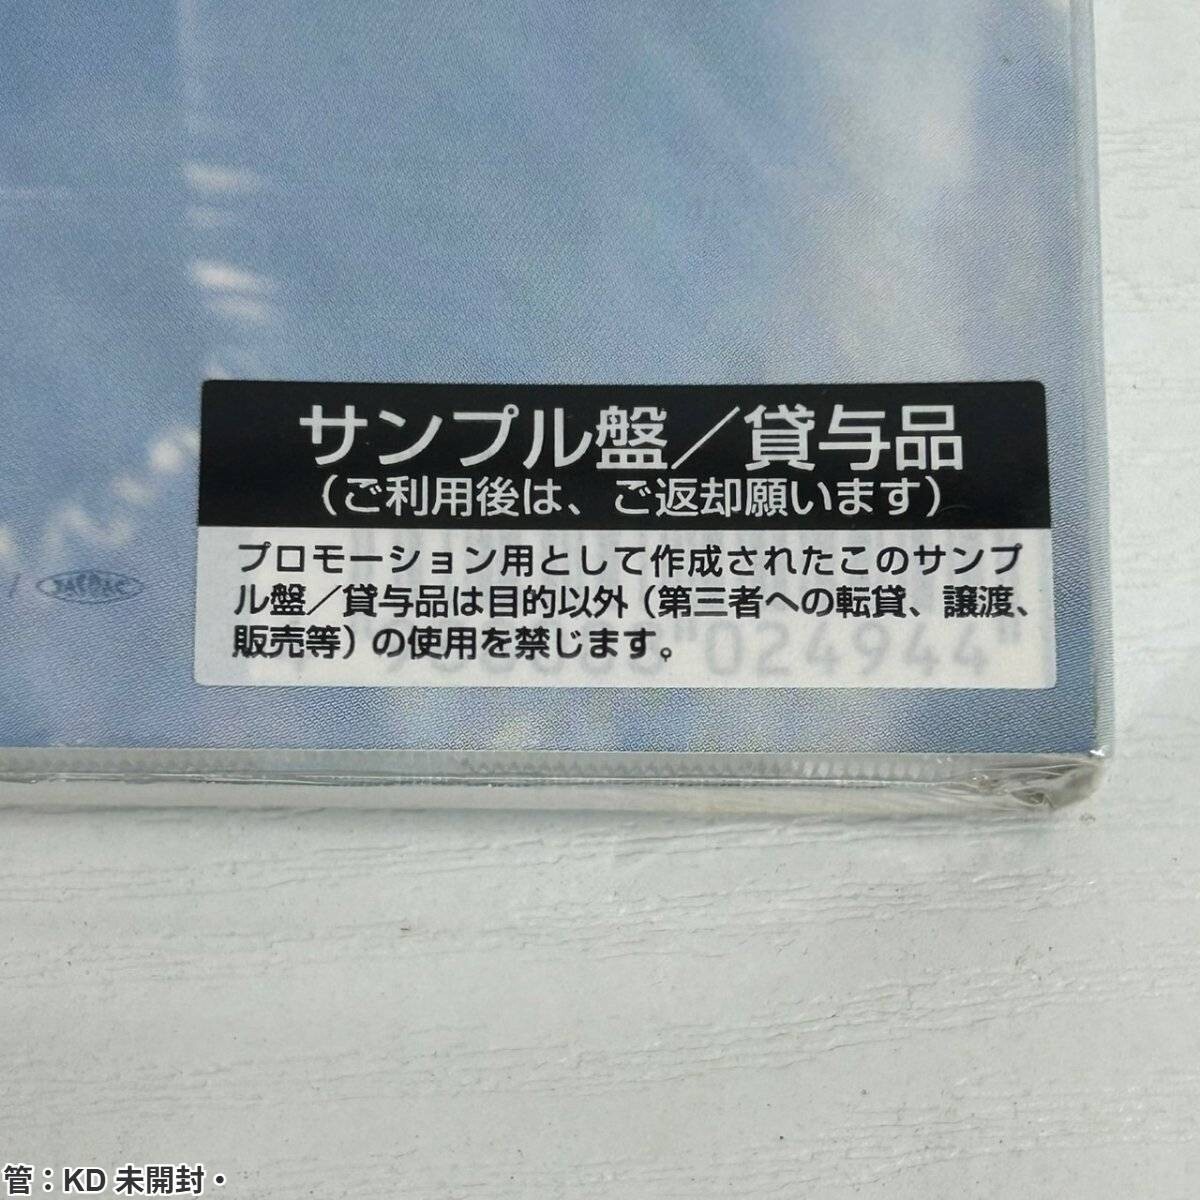 サンプル盤／貸与品
（ご利用後は、ご返却願います）
プロモーション用として作成されたこのサンプ
ル盤／貸与品は目的以外（第三者への転貸、譲渡、
販売等）の使用を禁じます。
"024944"
管：KD 未開封・